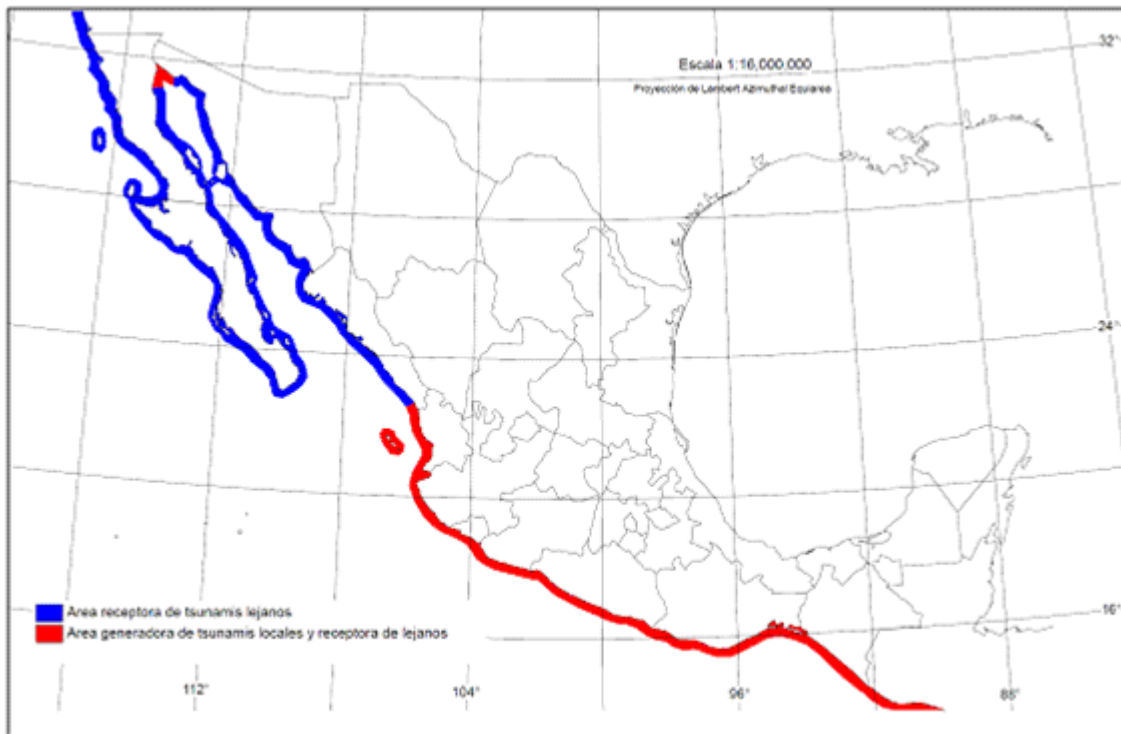 Escala 1:16,000,000
Proyección de Lambert Azimuthal Equiarea
32°
24°
16°
Area receptora de tsunamis lejanos
Area generadora de tsunamis locales y receptora de lejanos
112°
104°
96°
88°